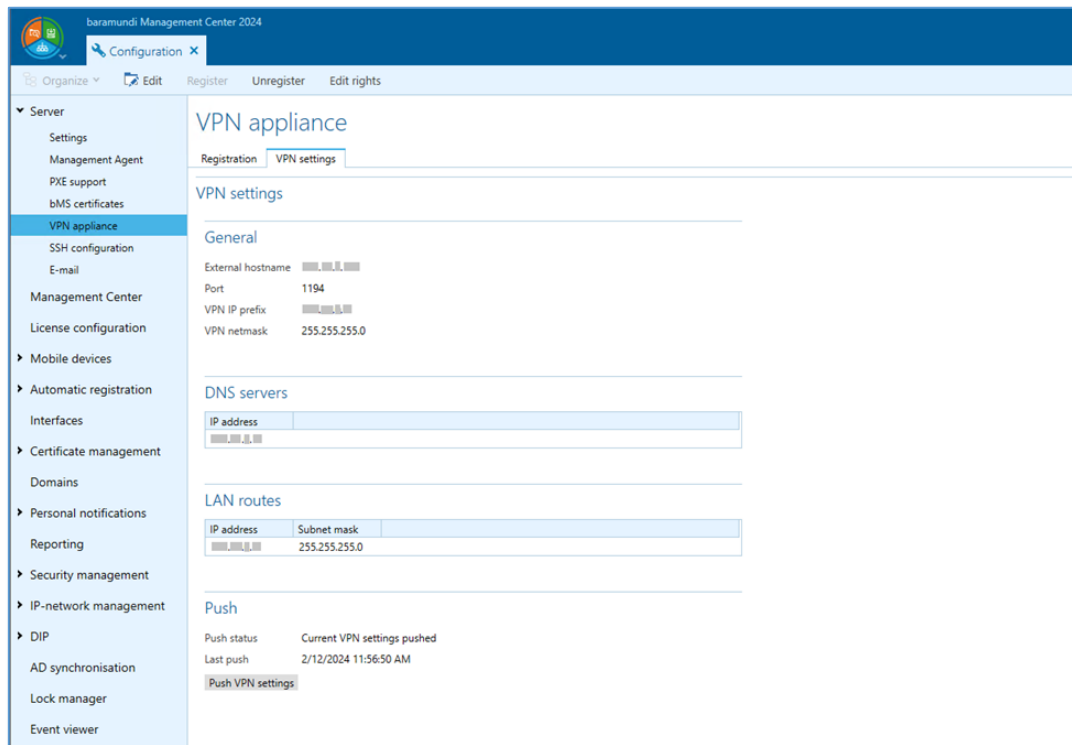 baramundi Management Center 2024
Configuration
Organize Edit Register Unregister Edit rights
Server
Settings
Management Agent
PXE support
bMS certificates
VPN appliance
SSH configuration
E-mail
Management Center
License configuration
Mobile devices
Automatic registration
Interfaces
Certificate management
Domains
Personal notifications
Reporting
Security management
IP-network management
DIP
AD synchronisation
Lock manager
Event viewer
VPN appliance
Registration VPN settings
VPN settings
General
External hostname
Port 1194
VPN IP prefix
VPN netmask 255.255.255.0
DNS servers
IP address
LAN routes
IP address Subnet mask
255.255.255.0
Push
Push status Current VPN settings pushed
Last push 2/12/2024 11:56:50 AM
Push VPN settings